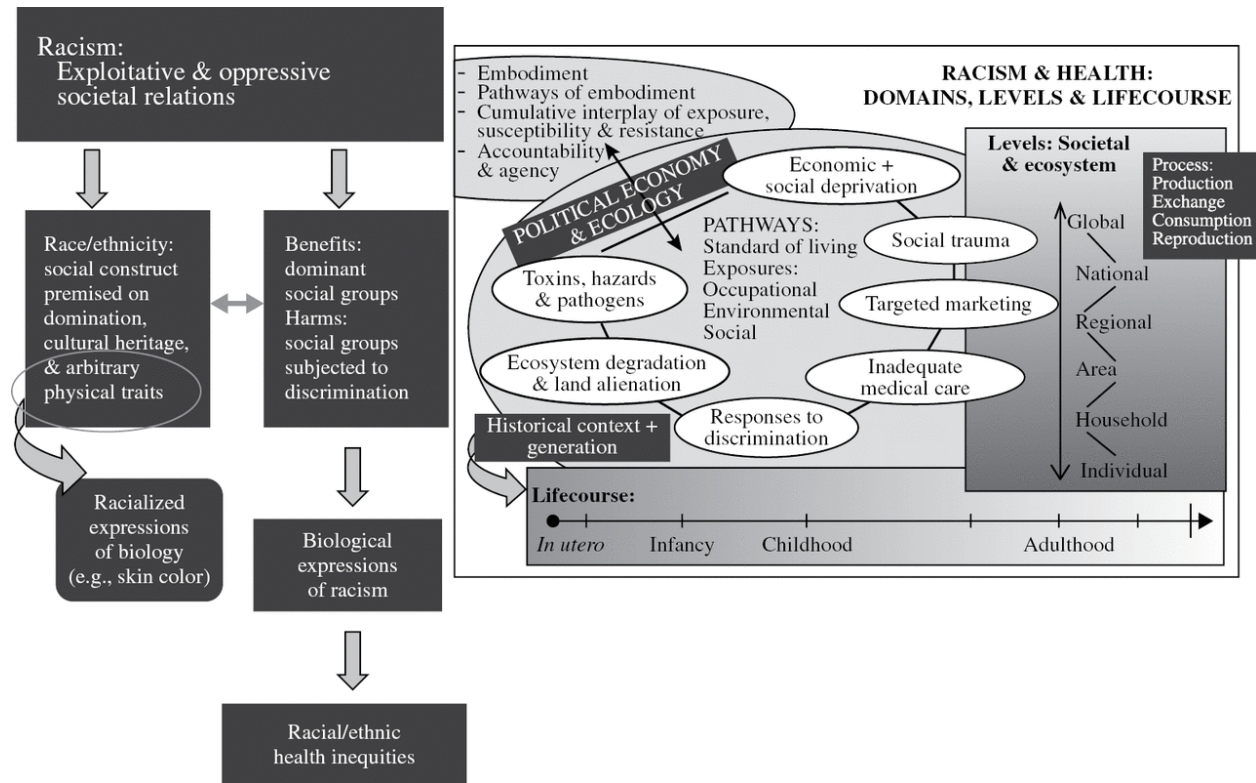 Racism:
Exploitative & oppressive
societal relations
Race/ethnicity:
social construct
premised on
domination,
cultural heritage,
& arbitrary
physical traits
Benefits:
dominant
social groups
Harms:
social groups
subjected to
discrimination
Racialized
expressions
of biology
(e.g., skin color)
Biological
expressions
of racism
Racial/ethnic
health inequities
RACISM & HEALTH:
DOMAINS, LEVELS & LIFECOURSE
- Embodiment
- Pathways of embodiment
- Cumulative interplay of exposure,
susceptibility & resistance
- Accountability
& agency
POLITICAL ECONOMY
& ECOLOGY
Economic +
social deprivation
Social trauma
Targeted marketing
Inadequate
medical care
Responses to
discrimination
Ecosystem degradation
& land alienation
Toxins, hazards
& pathogens
PATHWAYS:
Standard of living
Exposures:
Occupational
Environmental
Social
Historical context +
generation
Levels: Societal
& ecosystem
Global
National
Regional
Area
Household
Individual
Process:
Production
Exchange
Consumption
Reproduction
Lifecourse:
In utero
Infancy
Childhood
Adulthood